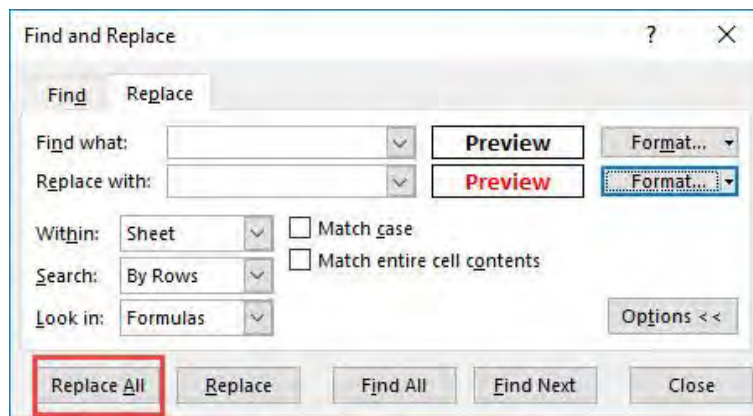 Find and Replace ? X
Find Replace
Find what: Preview Format...
Replace with: Preview Format...
Within: Sheet Match case
Match entire cell contents
Search: By Rows
Look in: Formulas Options <<
Replace All Replace Find All Find Next Close